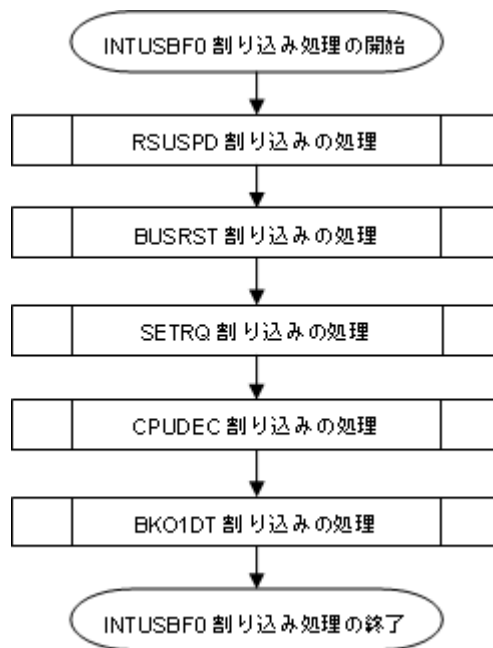 INTUSBF0 割り込み処理の開始
RSUSPD 割り込みの処理
BUSRST 割り込みの処理
SETRQ 割り込みの処理
CPUDEC 割り込みの処理
BKO1DT 割り込みの処理
INTUSBF0 割り込み処理の終了